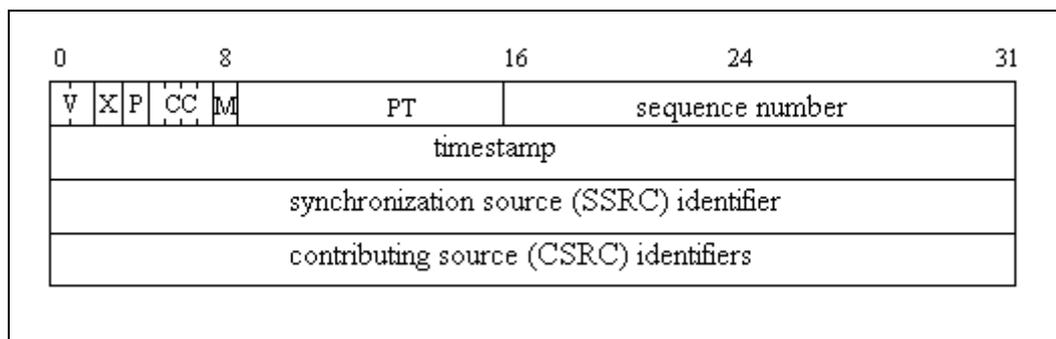 0 8 16 24 31
V X P CC M PT sequence number
timestamp
synchronization source (SSRC) identifier
contributing source (CSRC) identifiers